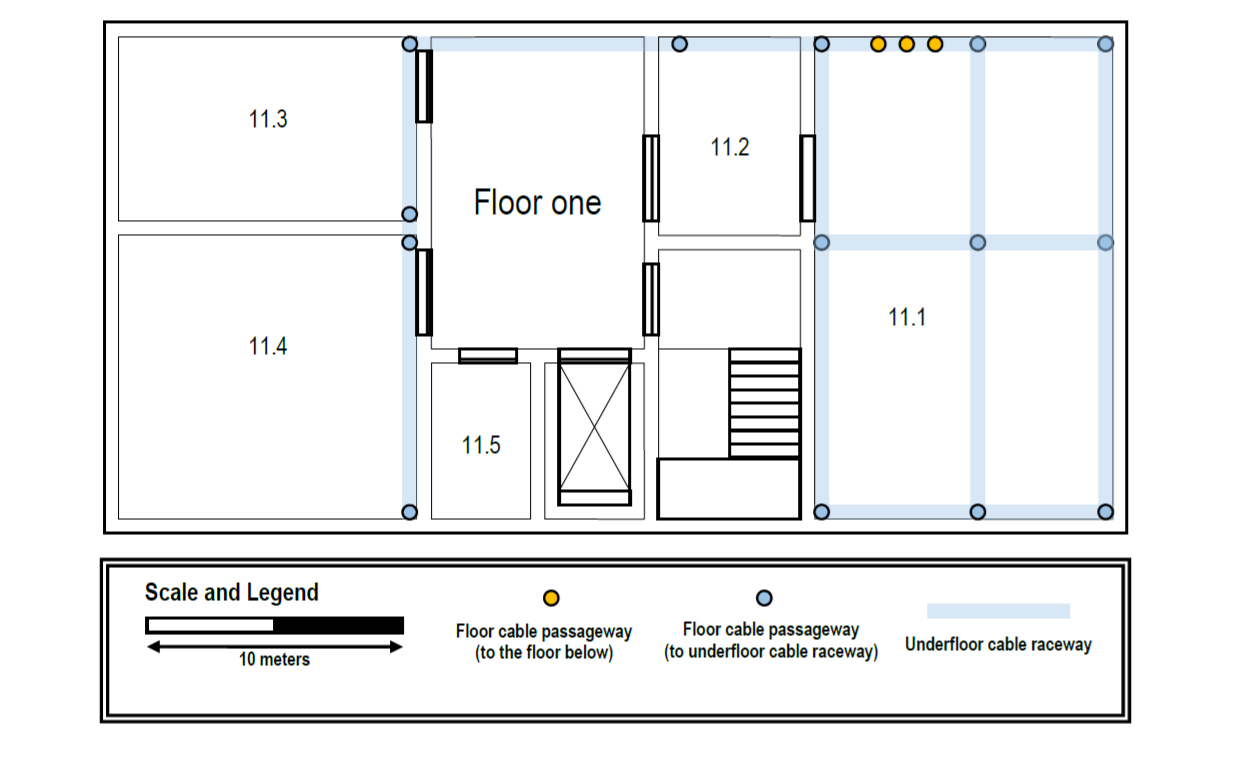 11.3
11.2
Floor one
11.1
11.4
11.5
Scale and Legend
10 meters
Floor cable passageway
(to the floor below)
Floor cable passageway
(to underfloor cable raceway)
Underfloor cable raceway